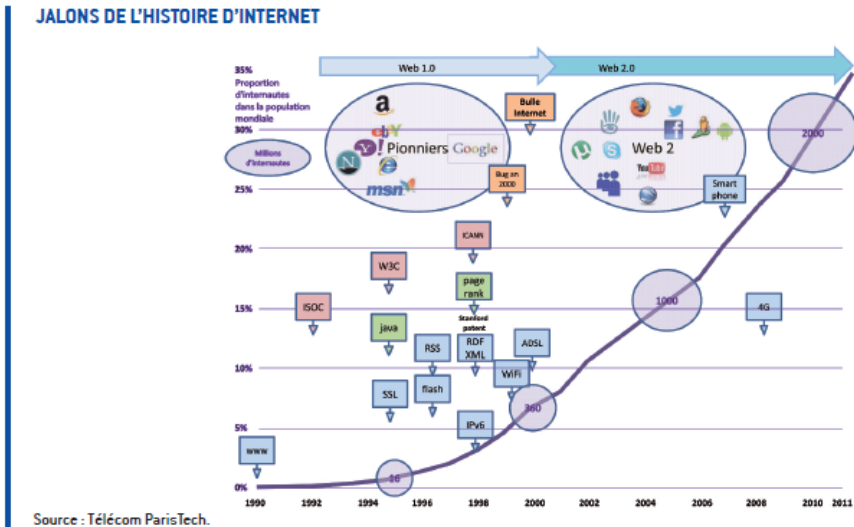 JALONS DE L'HISTOIRE D'INTERNET
Web 1.0
Web 2.0
35%
Proportion
d'internautes
dans la population
mondiale
30%
Millions
d'internautes
25%
20%
15%
10%
5%
0%
a
ebY
Y!
Pionniers
Google
N
msn
Bulle
Internet
Bug an
2000
Web 2
You
Tube
Smart
phone
2000
ICANN
W3C
page
rank
Stanford
patent
ISOC
java
RSS
RDF
XML
ADSL
WiFi
4G
1000
SSL
flash
IPv6
360
www
16
1990
1992
1994
1996
1998
2000
2002
2004
2006
2008
2010
2011
Source : Télécom ParisTech.